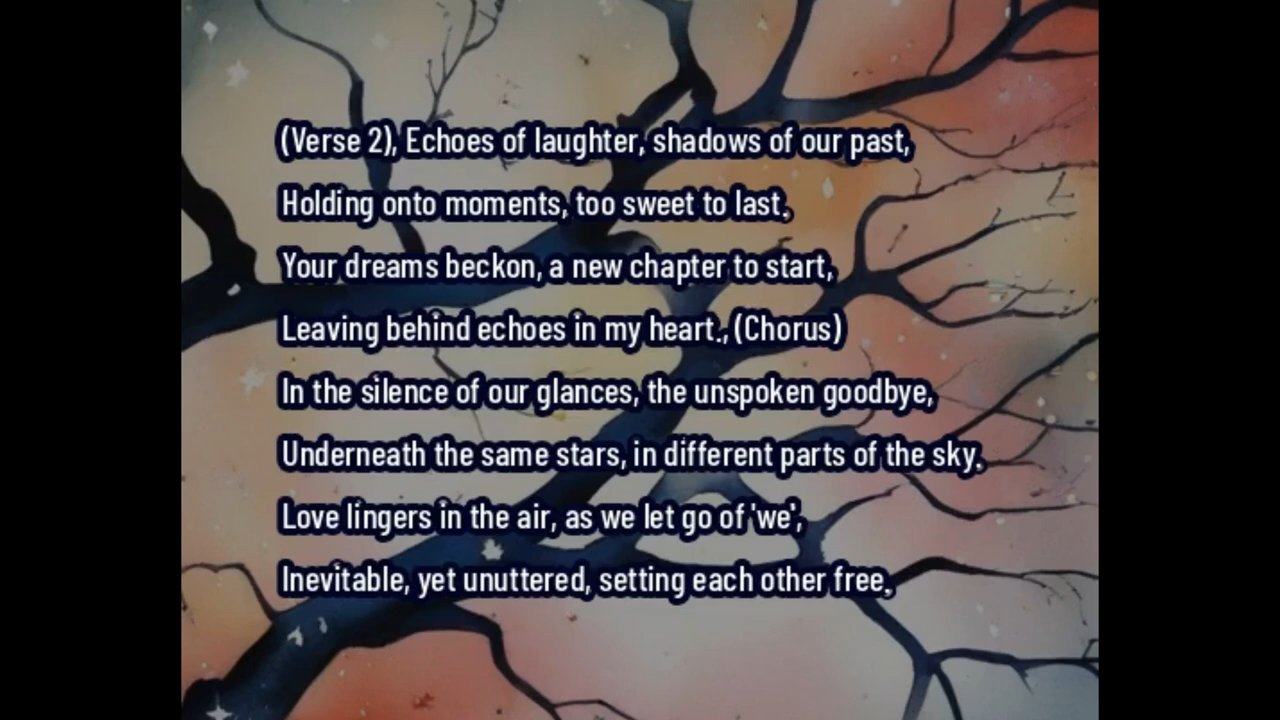 (Verse 2), Echoes of laughter, shadows of our past,
Holding onto moments, too sweet to last.
Your dreams beckon, a new chapter to start,
Leaving behind echoes in my heart., (Chorus)
In the silence of our glances, the unspoken goodbye,
Underneath the same stars, in different parts of the sky.
Love lingers in the air, as we let go of 'we',
Inevitable, yet unuttered, setting each other free.